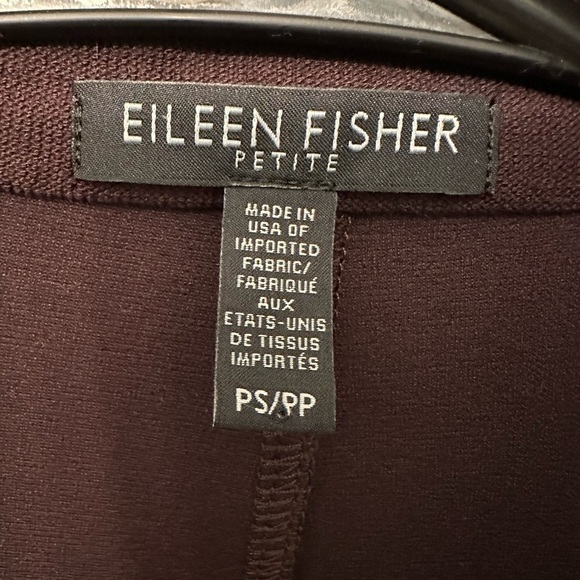 EILEEN FISHER
PETITE
MADE IN
USA OF
IMPORTED
FABRIC/
FABRIQUÉ
AUX
ETATS-UNIS
DE TISSUS
IMPORTÉS
PS/PP